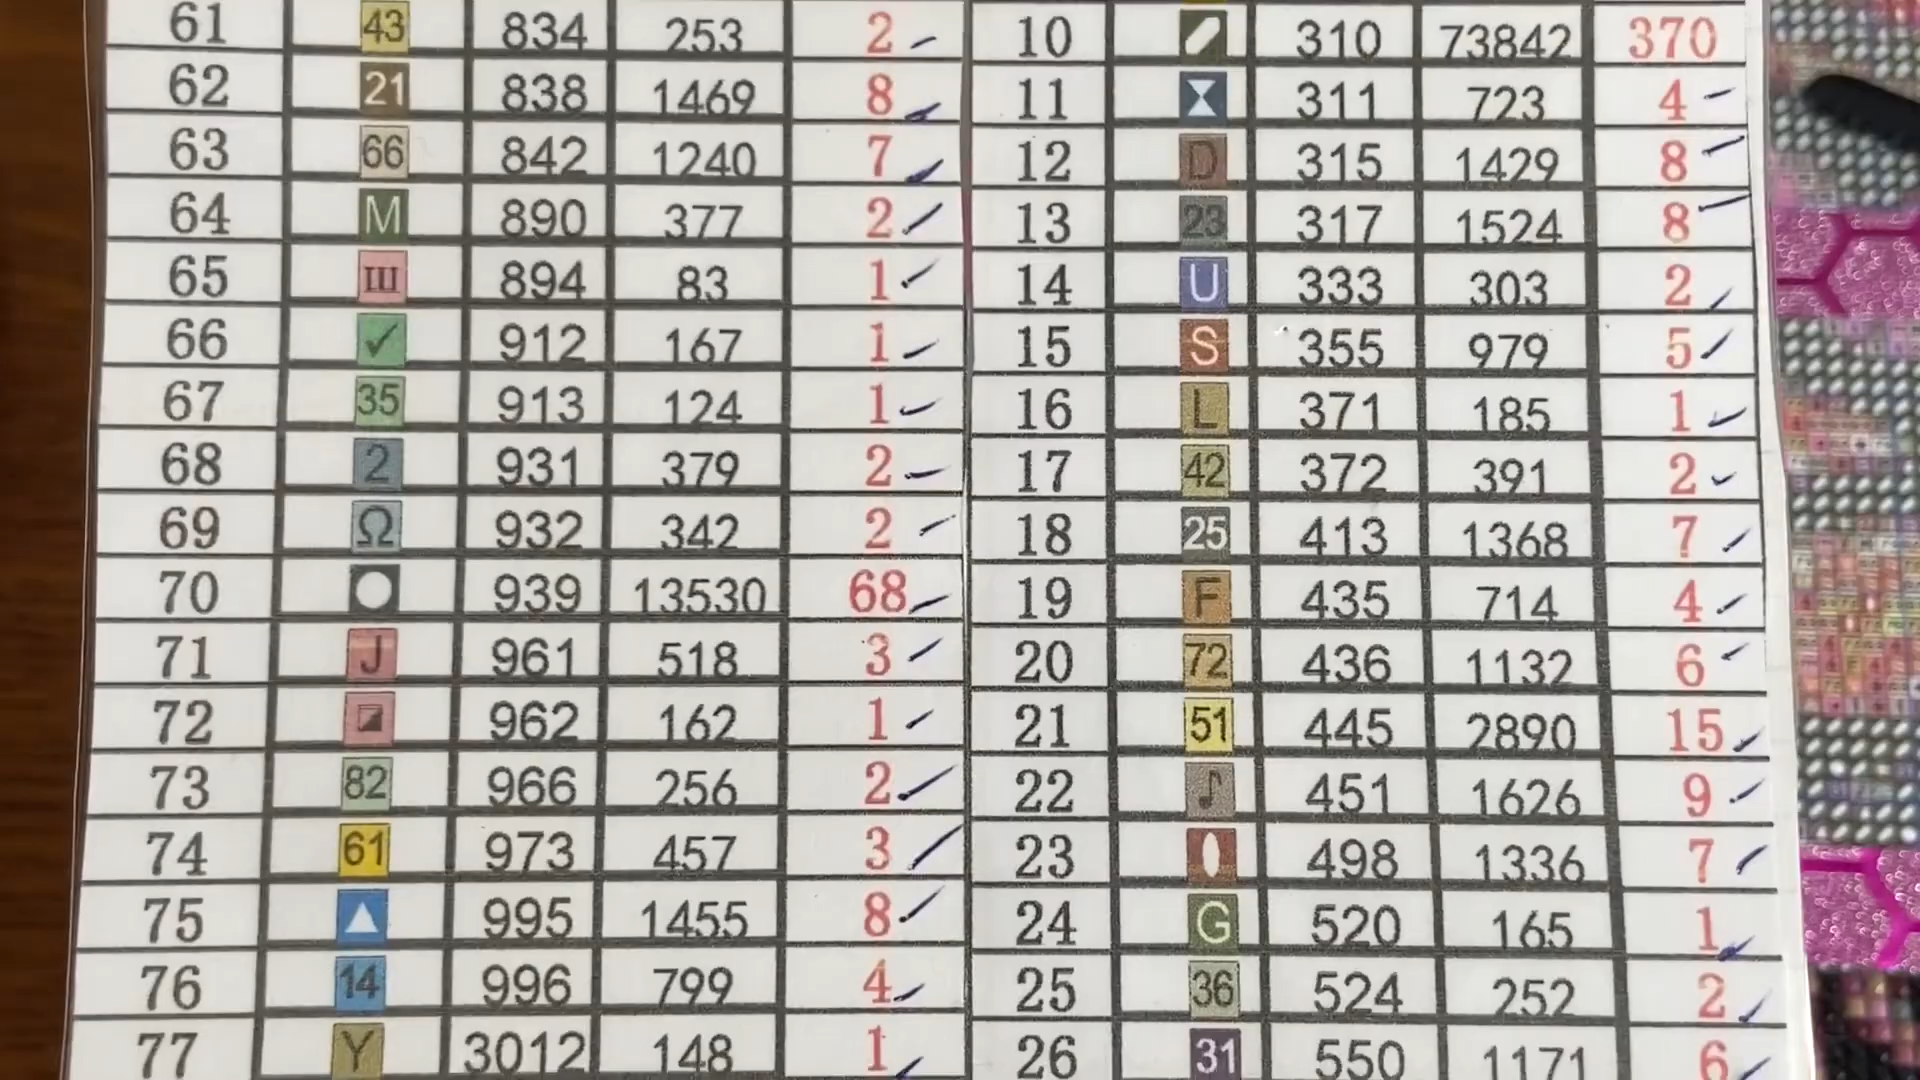 61 43 834 253 2 10 310 73842 370
62 21 838 1469 8 11 311 723 4
63 66 842 1240 7 12 D 315 1429 8
64 M 890 377 2 13 23 317 1524 8
65 III 894 83 1 14 U 333 303 2
66 ✓ 912 167 1 15 S 355 979 5
67 35 913 124 1 16 L 371 185 1
68 2 931 379 2 17 42 372 391 2
69 Ω 932 342 2 18 25 413 1368 7
70 939 13530 68 19 F 435 714 4
71 J 961 518 3 20 72 436 1132 6
72 962 162 1 21 51 445 2890 15
73 82 966 256 2 22 ♪ 451 1626 9
74 61 973 457 3 23 498 1336 7
75 995 1455 8 24 G 520 165 1
76 14 996 799 4 25 36 524 252 2
77 Y 3012 148 1 26 31 550 1171 6